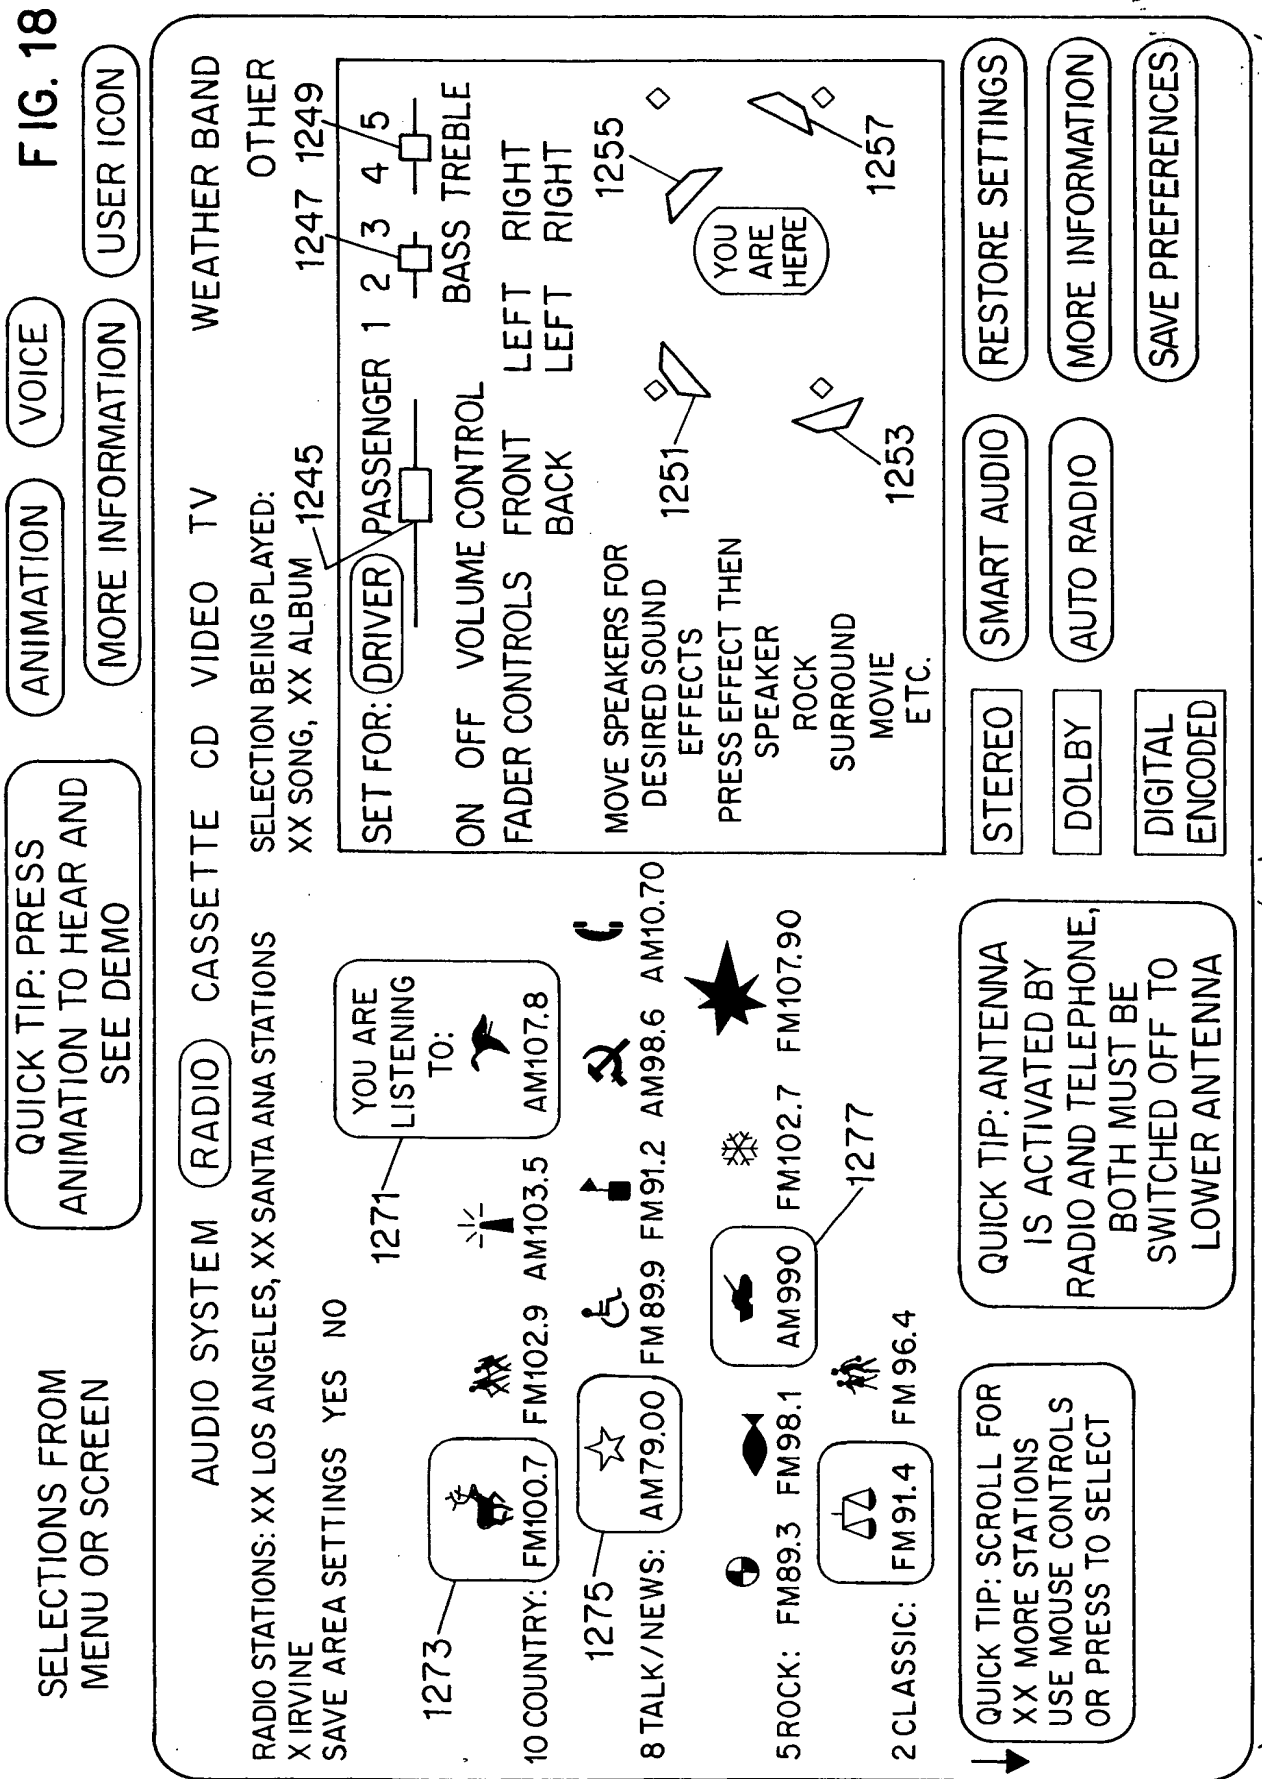 FIG. 18
SELECTIONS FROM
MENU OR SCREEN
QUICK TIP: PRESS
ANIMATION TO HEAR AND
SEE DEMO
ANIMATION
VOICE
MORE INFORMATION
USER ICON
AUDIO SYSTEM RADIO CASSETTE CD VIDEO TV WEATHER BAND
RADIO STATIONS: XX LOS ANGELES, XX SANTA ANA STATIONS
X IRVINE
SAVE AREA SETTINGS YES NO
SELECTION BEING PLAYED:
XX SONG, XX ALBUM
OTHER
1245
1247
1249
1271
YOU ARE
LISTENING
TO:
AM107.8
1273
10 COUNTRY: FM100.7 FM102.9 AM103.5
1275
8 TALK/NEWS: AM79.00 FM89.9 FM91.2 AM98.6 AM10.70
5 ROCK: FM89.3 FM98.1 AM990 FM102.7 FM107.90
1277
2 CLASSIC: FM91.4 FM96.4
SET FOR: DRIVER PASSENGER 1 2 3 4 5
ON OFF VOLUME CONTROL BASS TREBLE
FADER CONTROLS FRONT LEFT RIGHT
BACK LEFT RIGHT
MOVE SPEAKERS FOR
DESIRED SOUND
EFFECTS
PRESS EFFECT THEN
SPEAKER
ROCK
SURROUND
MOVIE
ETC.
1251
1253
1255
1257
YOU
ARE
HERE
QUICK TIP: SCROLL FOR
XX MORE STATIONS
USE MOUSE CONTROLS
OR PRESS TO SELECT
QUICK TIP: ANTENNA
IS ACTIVATED BY
RADIO AND TELEPHONE,
BOTH MUST BE
SWITCHED OFF TO
LOWER ANTENNA
STEREO
DOLBY
DIGITAL
ENCODED
SMART AUDIO
AUTO RADIO
RESTORE SETTINGS
MORE INFORMATION
SAVE PREFERENCES